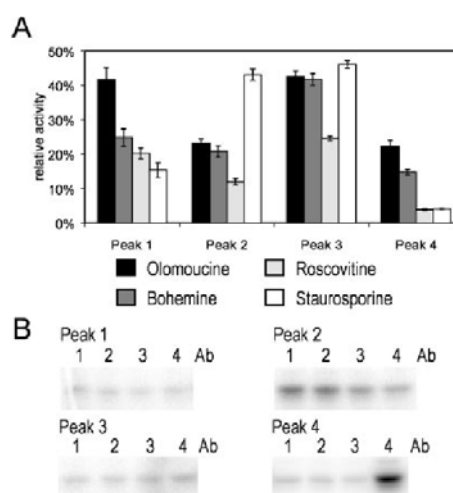 A
50%
40%
30%
20%
10%
0%
relative activity
Peak 1 Peak 2 Peak 3 Peak 4
Olomoucine Roscovitine
Bohemine Staurosporine
B
Peak 1
1 2 3 4 Ab
Peak 2
1 2 3 4 Ab
Peak 3
1 2 3 4 Ab
Peak 4
1 2 3 4 Ab